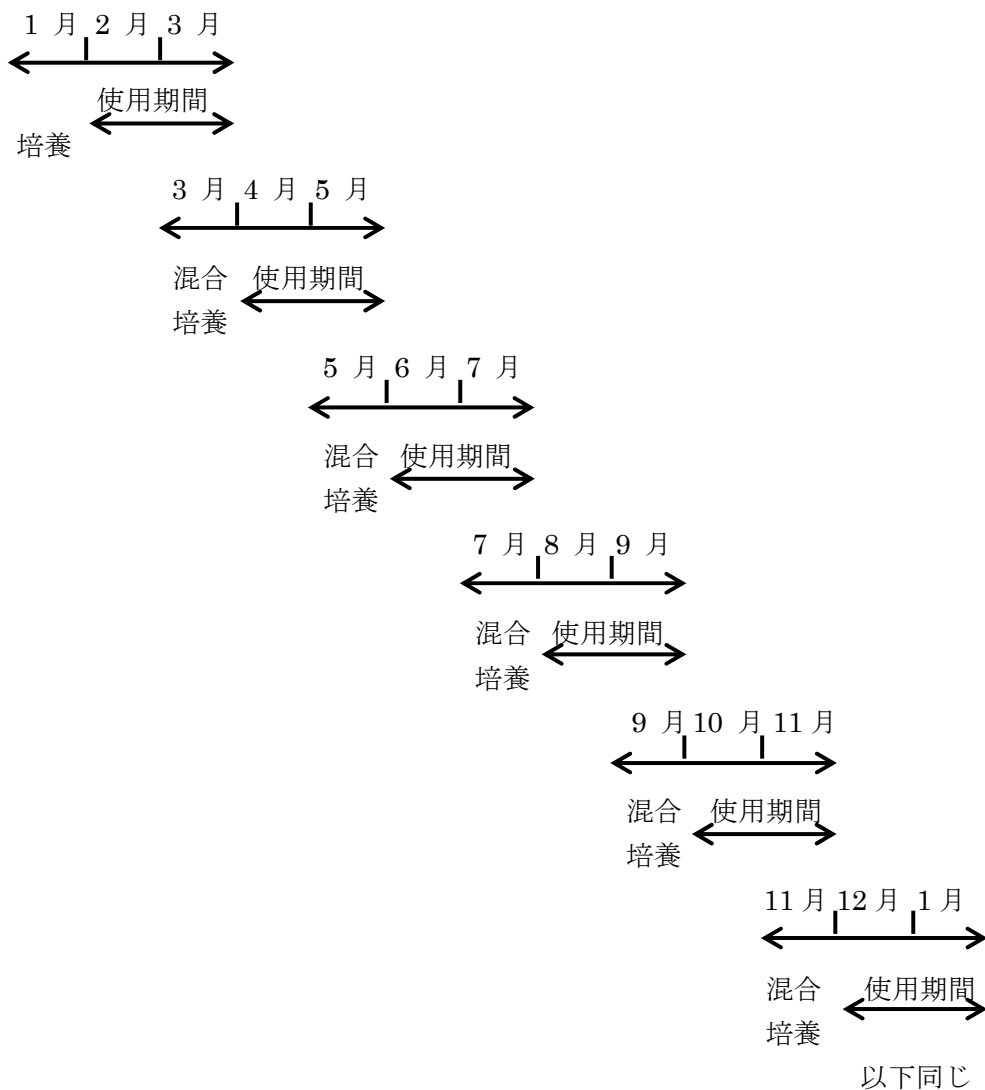 1 月 2 月 3 月
使用期間
培養
3 月 4 月 5 月
混合 使用期間
培養
5 月 6 月 7 月
混合 使用期間
培養
7 月 8 月 9 月
混合 使用期間
培養
9 月 10 月 11 月
混合 使用期間
培養
11 月 12 月 1 月
混合 使用期間
培養
以下同じ